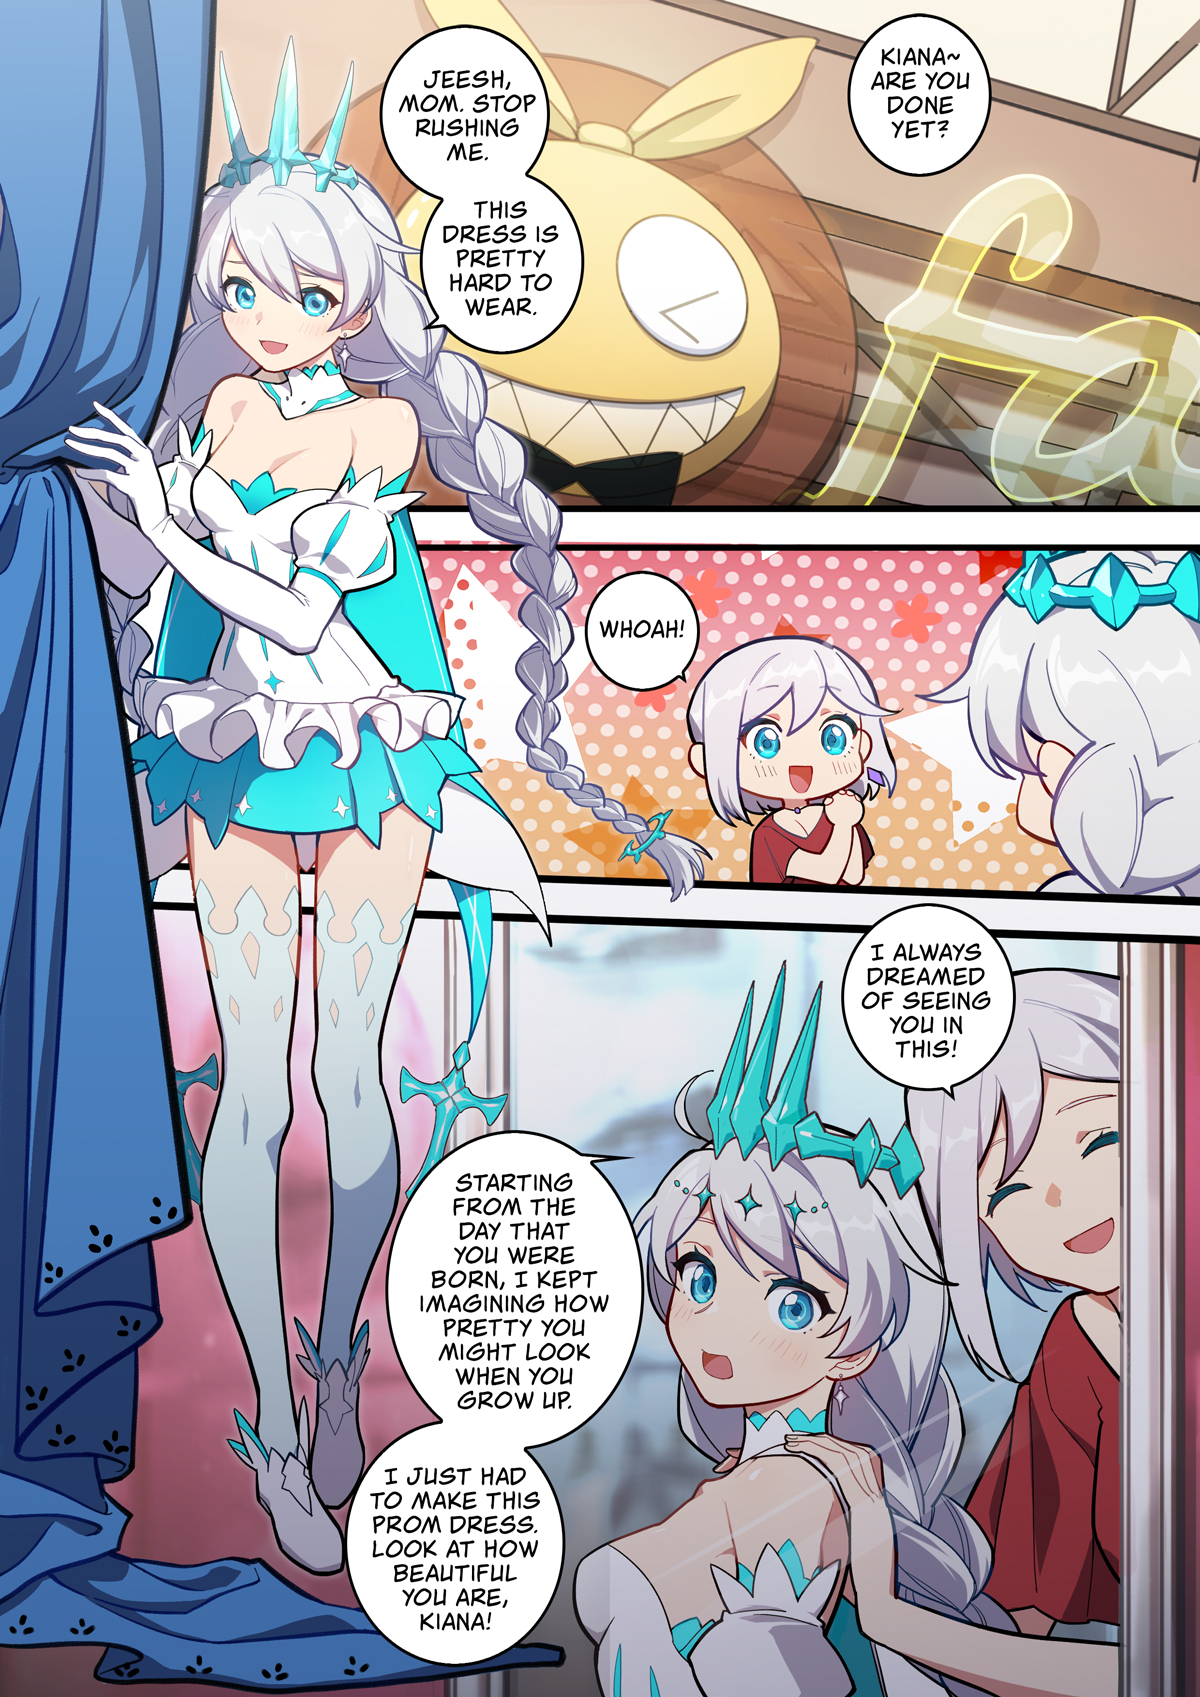 KIANA~
ARE YOU
DONE
YET?
JEESH,
MOM. STOP
RUSHING
ME.
THIS
DRESS IS
PRETTY
HARD TO
WEAR.
fa
WHOAH!
I ALWAYS
DREAMED
OF SEEING
YOU IN
THIS!
STARTING
FROM THE
DAY THAT
YOU WERE
BORN, I KEPT
IMAGINING HOW
PRETTY YOU
MIGHT LOOK
WHEN YOU
GROW UP.
I JUST HAD
TO MAKE THIS
PROM DRESS.
LOOK AT HOW
BEAUTIFUL
YOU ARE,
KIANA!